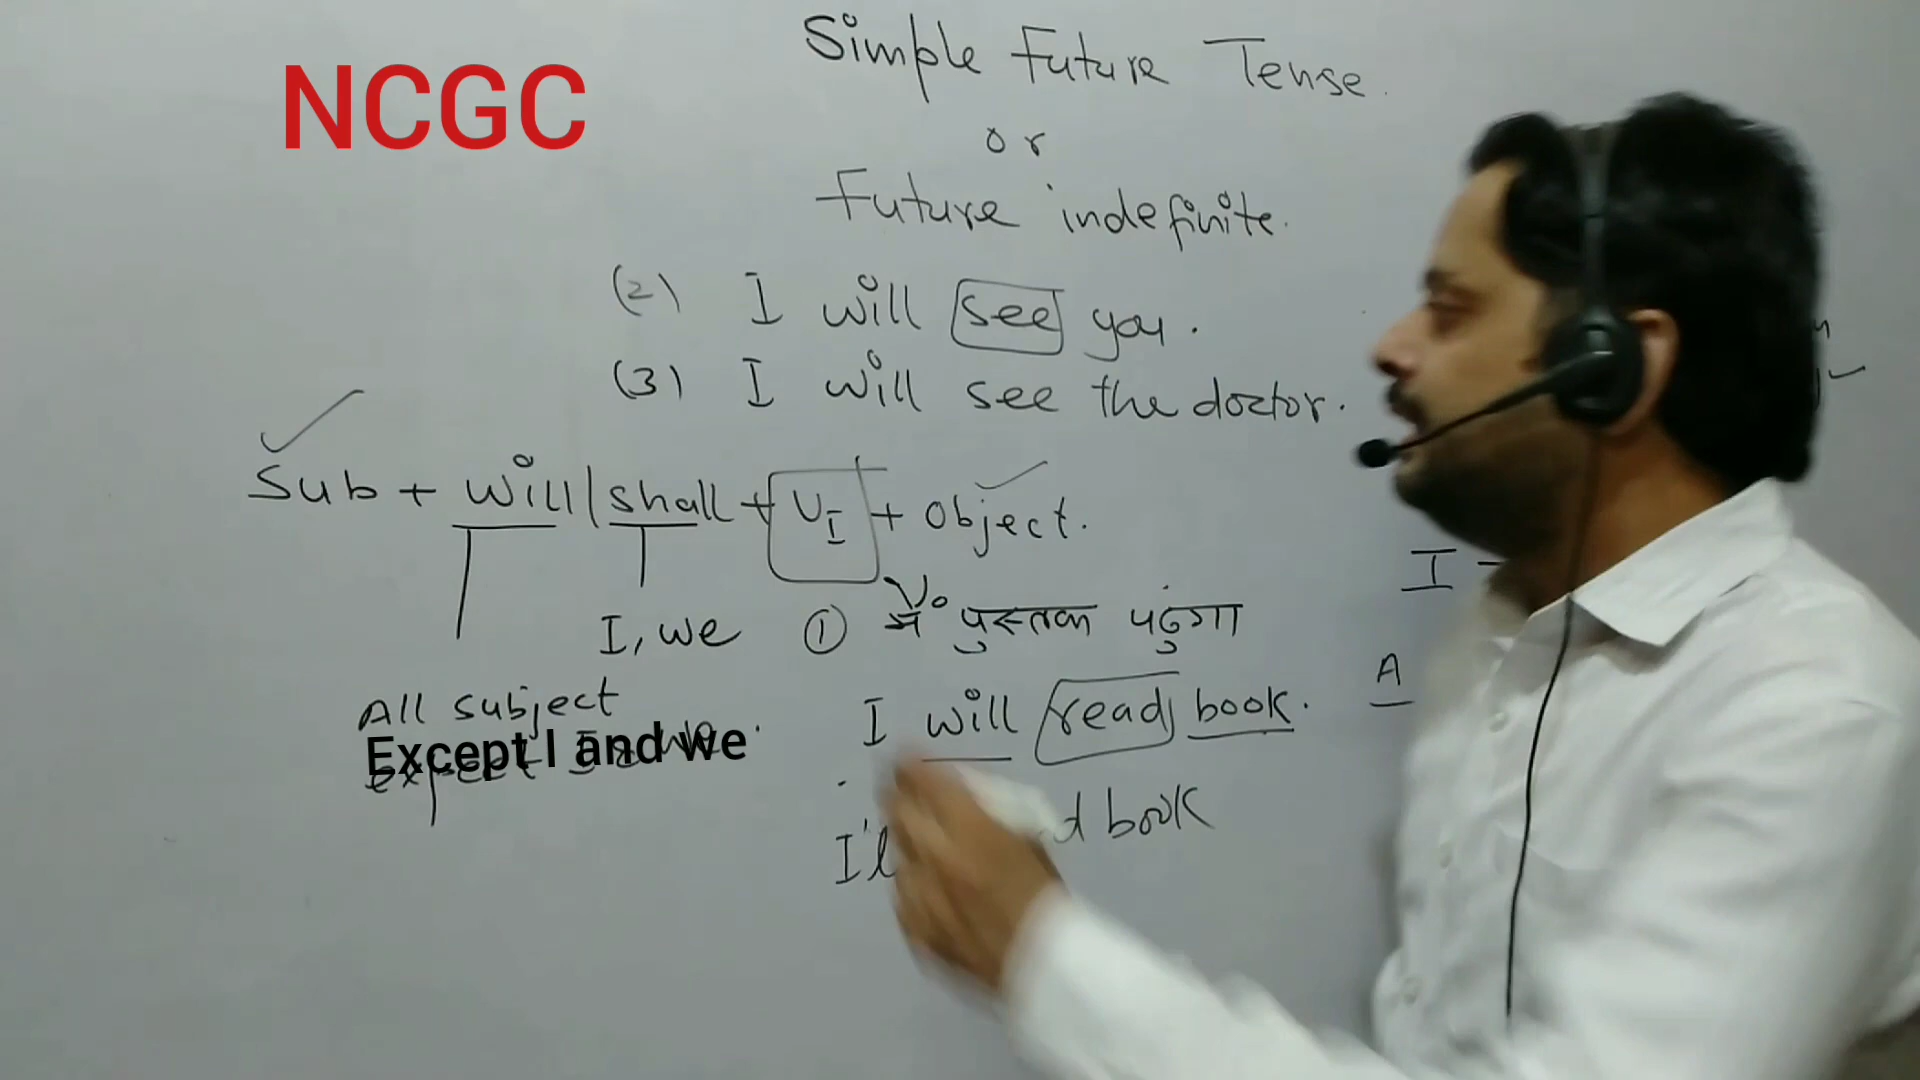 NCGC
Simple Future Tense.
or
Future indefinite.
(2) I will see you.
(3) I will see the doctor.
Sub + will/shall + V I + object.
I, we
① मैं पुस्तक पढुंगा
All subject
Except I and we
I will read book.
book
I -
A